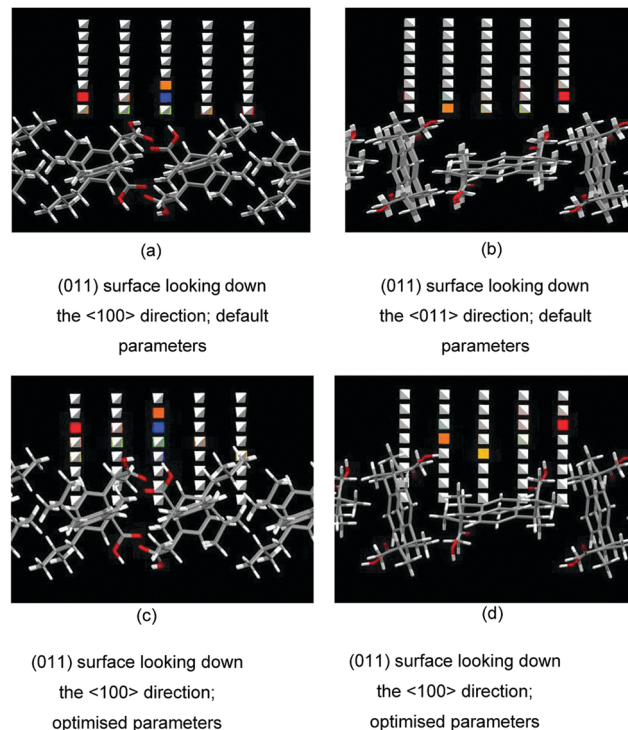 (a)
(011) surface looking down
the <100> direction; default
parameters
(b)
(011) surface looking down
the <011> direction; default
parameters
(c)
(011) surface looking down
the <100> direction;
optimised parameters
(d)
(011) surface looking down
the <100> direction;
optimised parameters